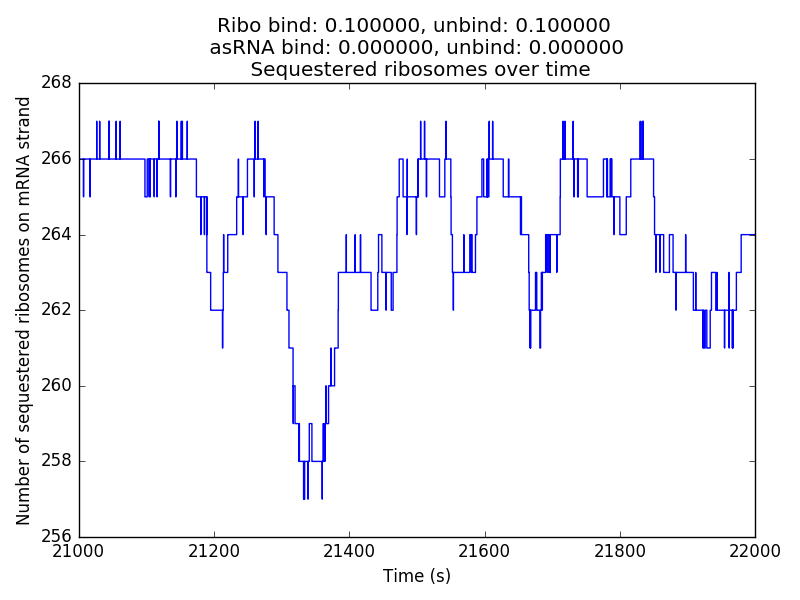 Ribo bind: 0.100000, unbind: 0.100000
asRNA bind: 0.000000, unbind: 0.000000
Sequestered ribosomes over time
Number of sequestered ribosomes on mRNA strand
268
266
264
262
260
258
256
21000 21200 21400 21600 21800 22000
Time (s)